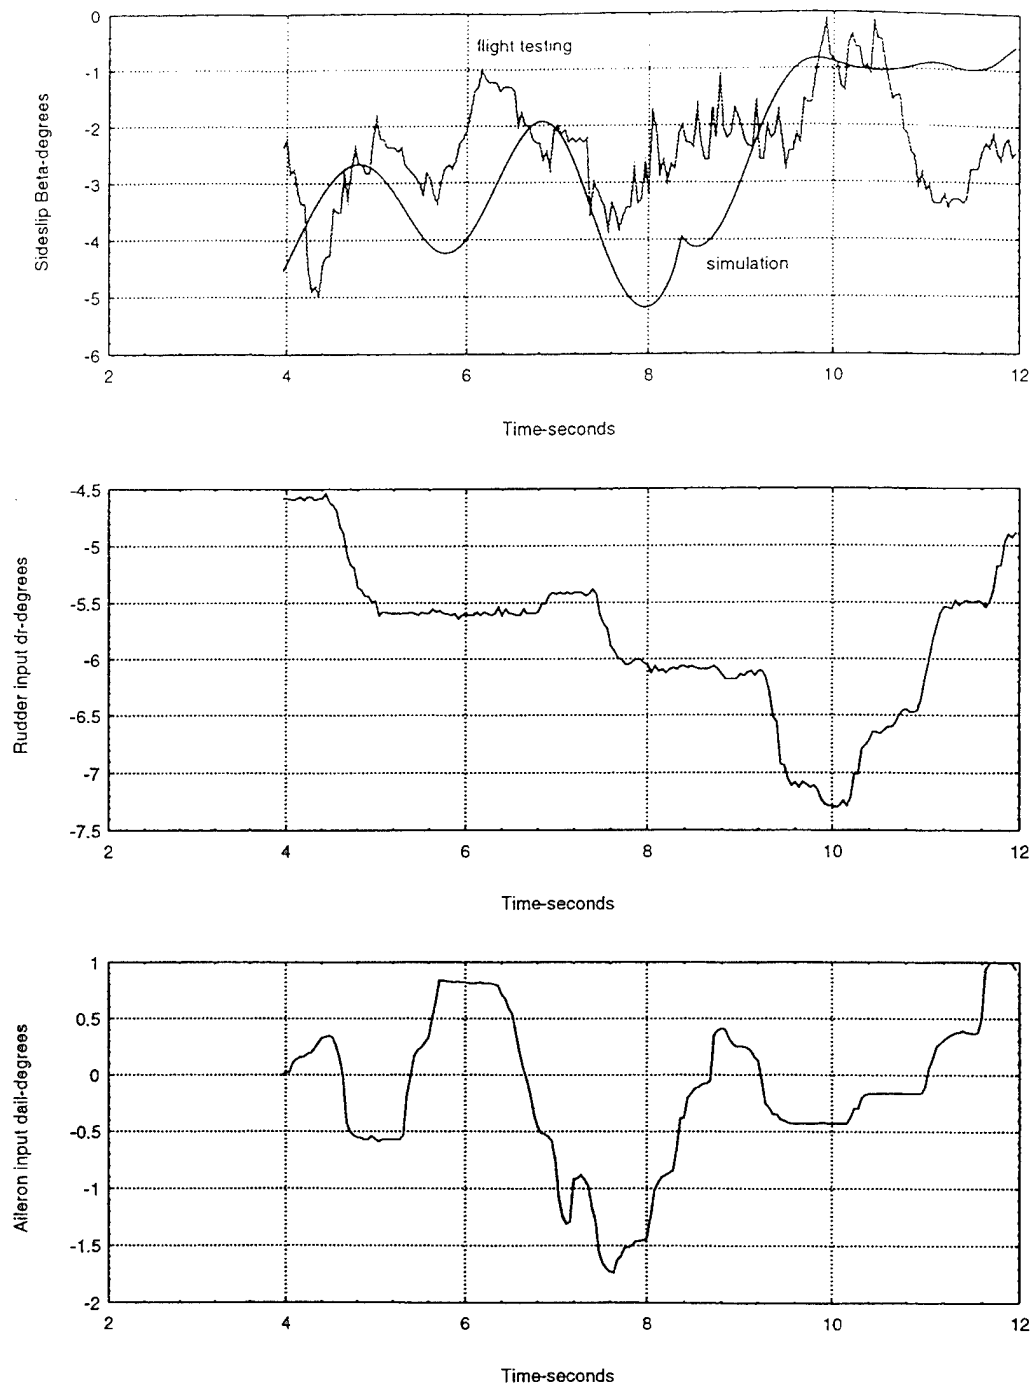 0
-1
-2
-3
-4
-5
-6
Sideslip Beta-degrees
flight testing
simulation
2 4 6 8 10 12
Time-seconds
-4.5
-5
-5.5
-6
-6.5
-7
-7.5
Rudder input dr-degrees
2 4 6 8 10 12
Time-seconds
1
0.5
0
-0.5
-1
-1.5
-2
Aileron input dail-degrees
2 4 6 8 10 12
Time-seconds